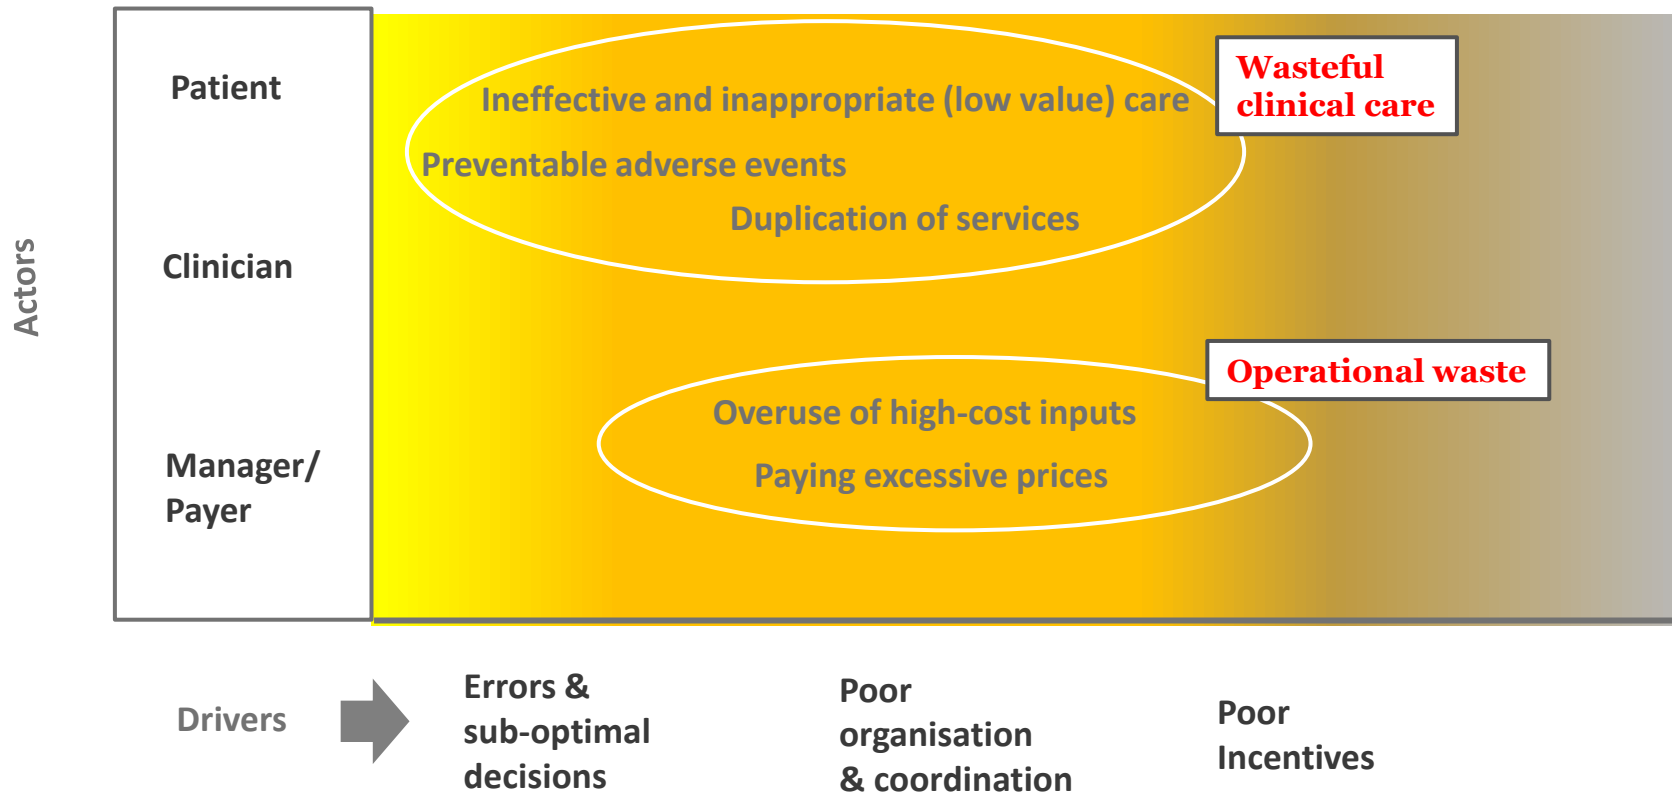 Actors
Patient
Clinician
Manager/
Payer
Ineffective and inappropriate (low value) care
Preventable adverse events
Duplication of services
Wasteful
clinical care
Overuse of high-cost inputs
Paying excessive prices
Operational waste
Drivers
Errors &
sub-optimal
decisions
Poor
organisation
& coordination
Poor
Incentives